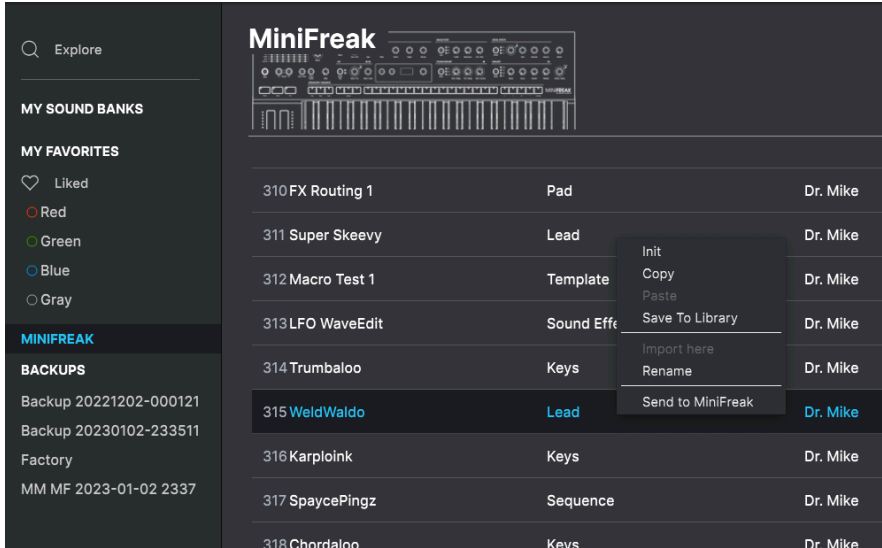 Explore
MY SOUND BANKS
MY FAVORITES
Liked
Red
Green
Blue
Gray
MINIFREAK
BACKUPS
Backup 20221202-000121
Backup 20230102-233511
Factory
MM MF 2023-01-02 2337
MiniFreak
MINIFREAK
310 FX Routing 1 Pad Dr. Mike
311 Super Skeevy Lead Dr. Mike
312 Macro Test 1 Template Dr. Mike
313 LFO WaveEdit Sound Effe Dr. Mike
314 Trumbaloo Keys Dr. Mike
315 WeldWaldo Lead Dr. Mike
316 Karploink Keys Dr. Mike
317 SpaycePingz Sequence Dr. Mike
318 Chordaloo Keys Dr. Mike
Init
Copy
Paste
Save To Library
Import here
Rename
Send to MiniFreak